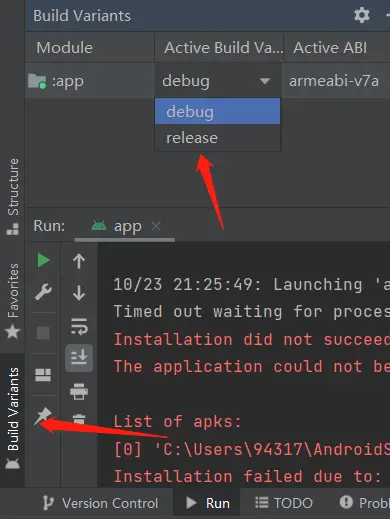 Build Variants
Module
Active Build Va...
Active ABI
:app
debug
armeabi-v7a
debug
release
Structure
Favorites
Build Variants
Run:
app
10/23 21:25:49: Launching 'a
Timed out waiting for proces
Installation did not succeed
The application could not be
List of apks:
[0] 'C:\Users\94317\AndroidS
Installation failed due to:
Version Control
Run
TODO
Proble